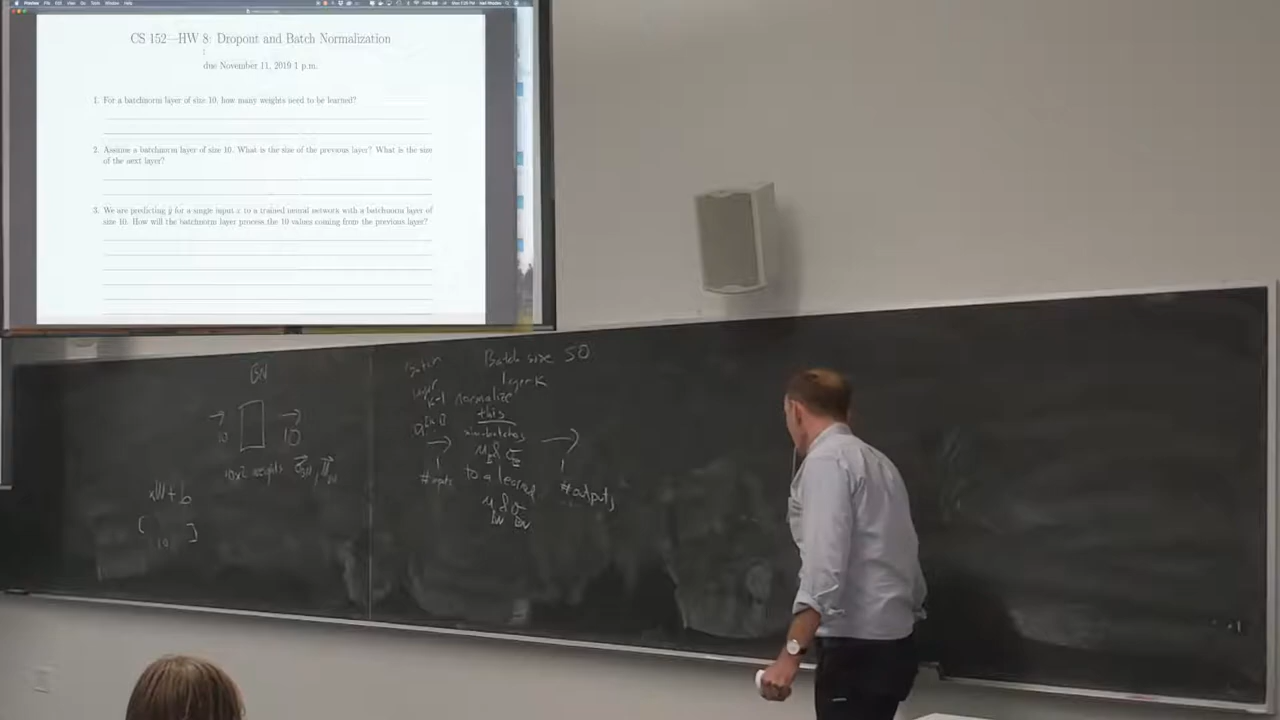 CS 152—HW 8: Dropout and Batch Normalization
due November 11, 2019 1 p.m.
1. For a batchnorm layer of size 10, how many weights need to be learned?
2. Assume a batchnorm layer of size 10. What is the size of the previous layer? What is the size
of the next layer?
3. We are predicting ŷ for a single input x to a trained neural network with a batchnorm layer of
size 10. How will the batchnorm layer process the 10 values coming from the previous layer?
BN
10
10
10x2 weights
xW + b
10
Batch size 50
layer k
layer
k-1 normalize
this
# inputs
to a learned
# outputs